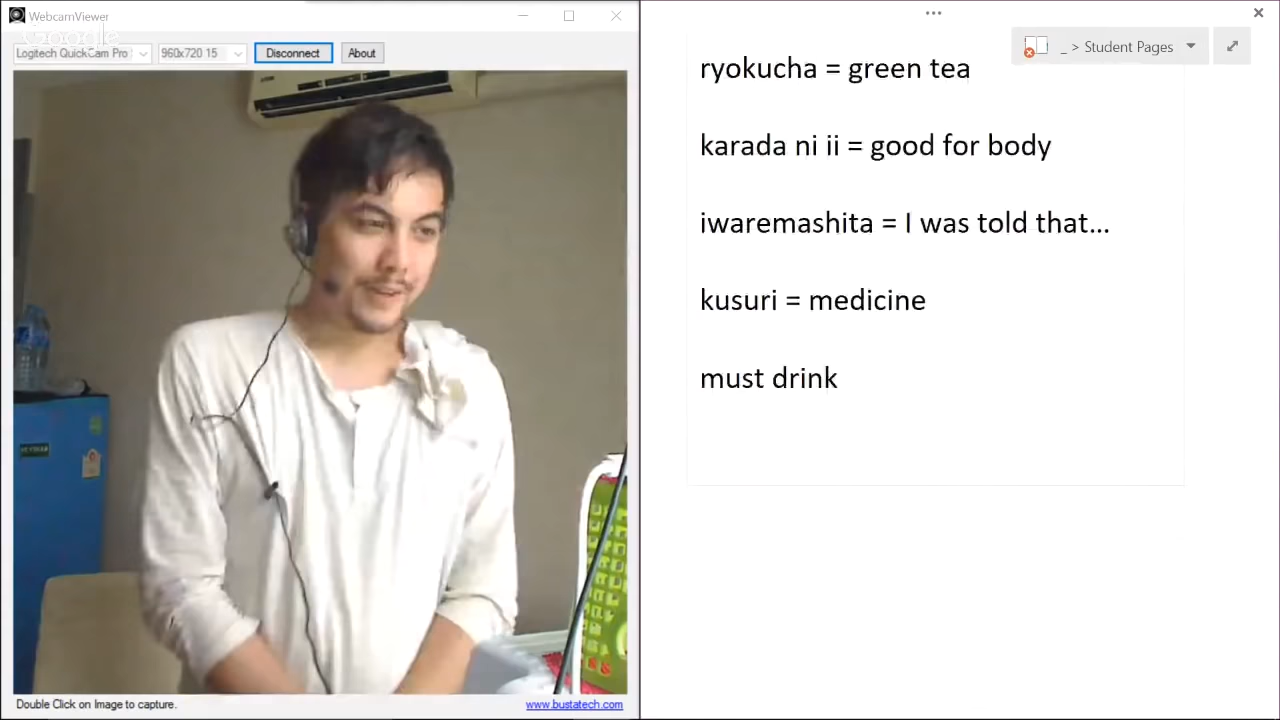 WebcamViewer
Google
Logitech QuickCam Pro
960x720 15
Disconnect
About
Double Click on Image to capture.
www.bustatech.com
_ > Student Pages
ryokucha = green tea
karada ni ii = good for body
iwaremashita = I was told that...
kusuri = medicine
must drink